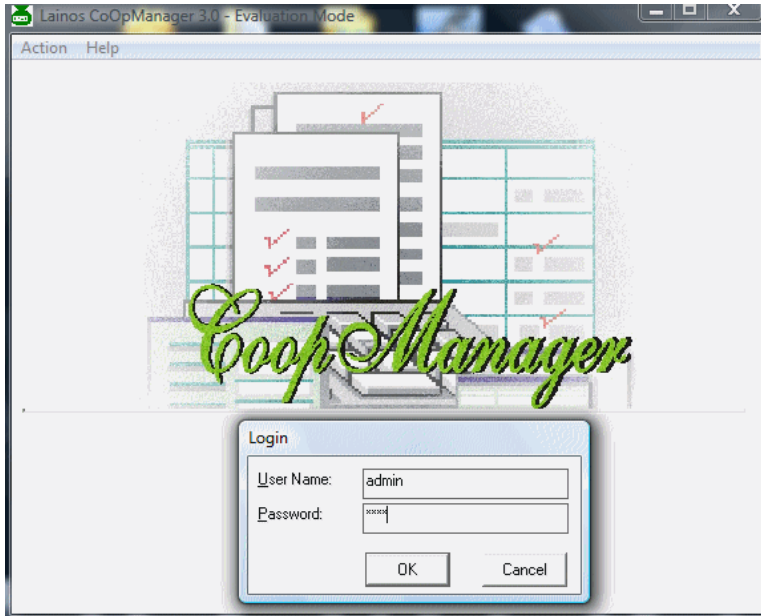 Lainos CoOpManager 3.0 - Evaluation Mode
Action Help
CoopManager
Login
User Name: admin
Password: ****
OK Cancel